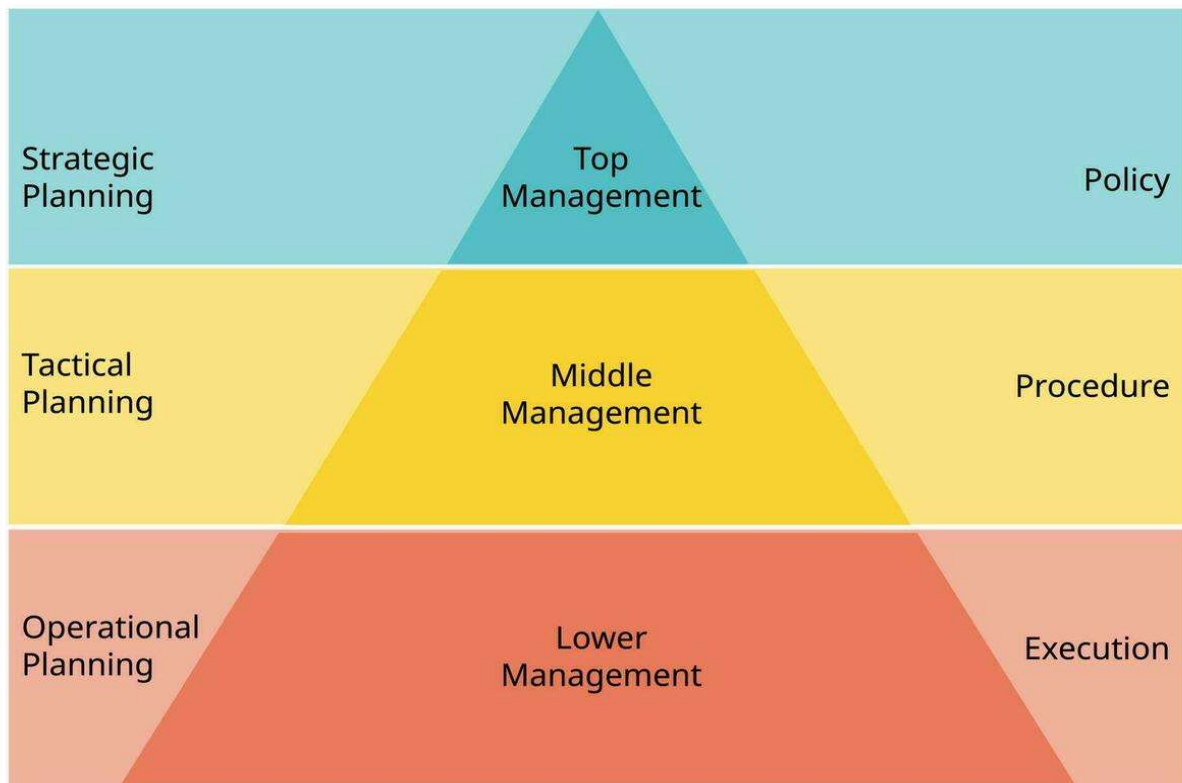 Strategic
Planning
Top
Management
Policy
Tactical
Planning
Middle
Management
Procedure
Operational
Planning
Lower
Management
Execution